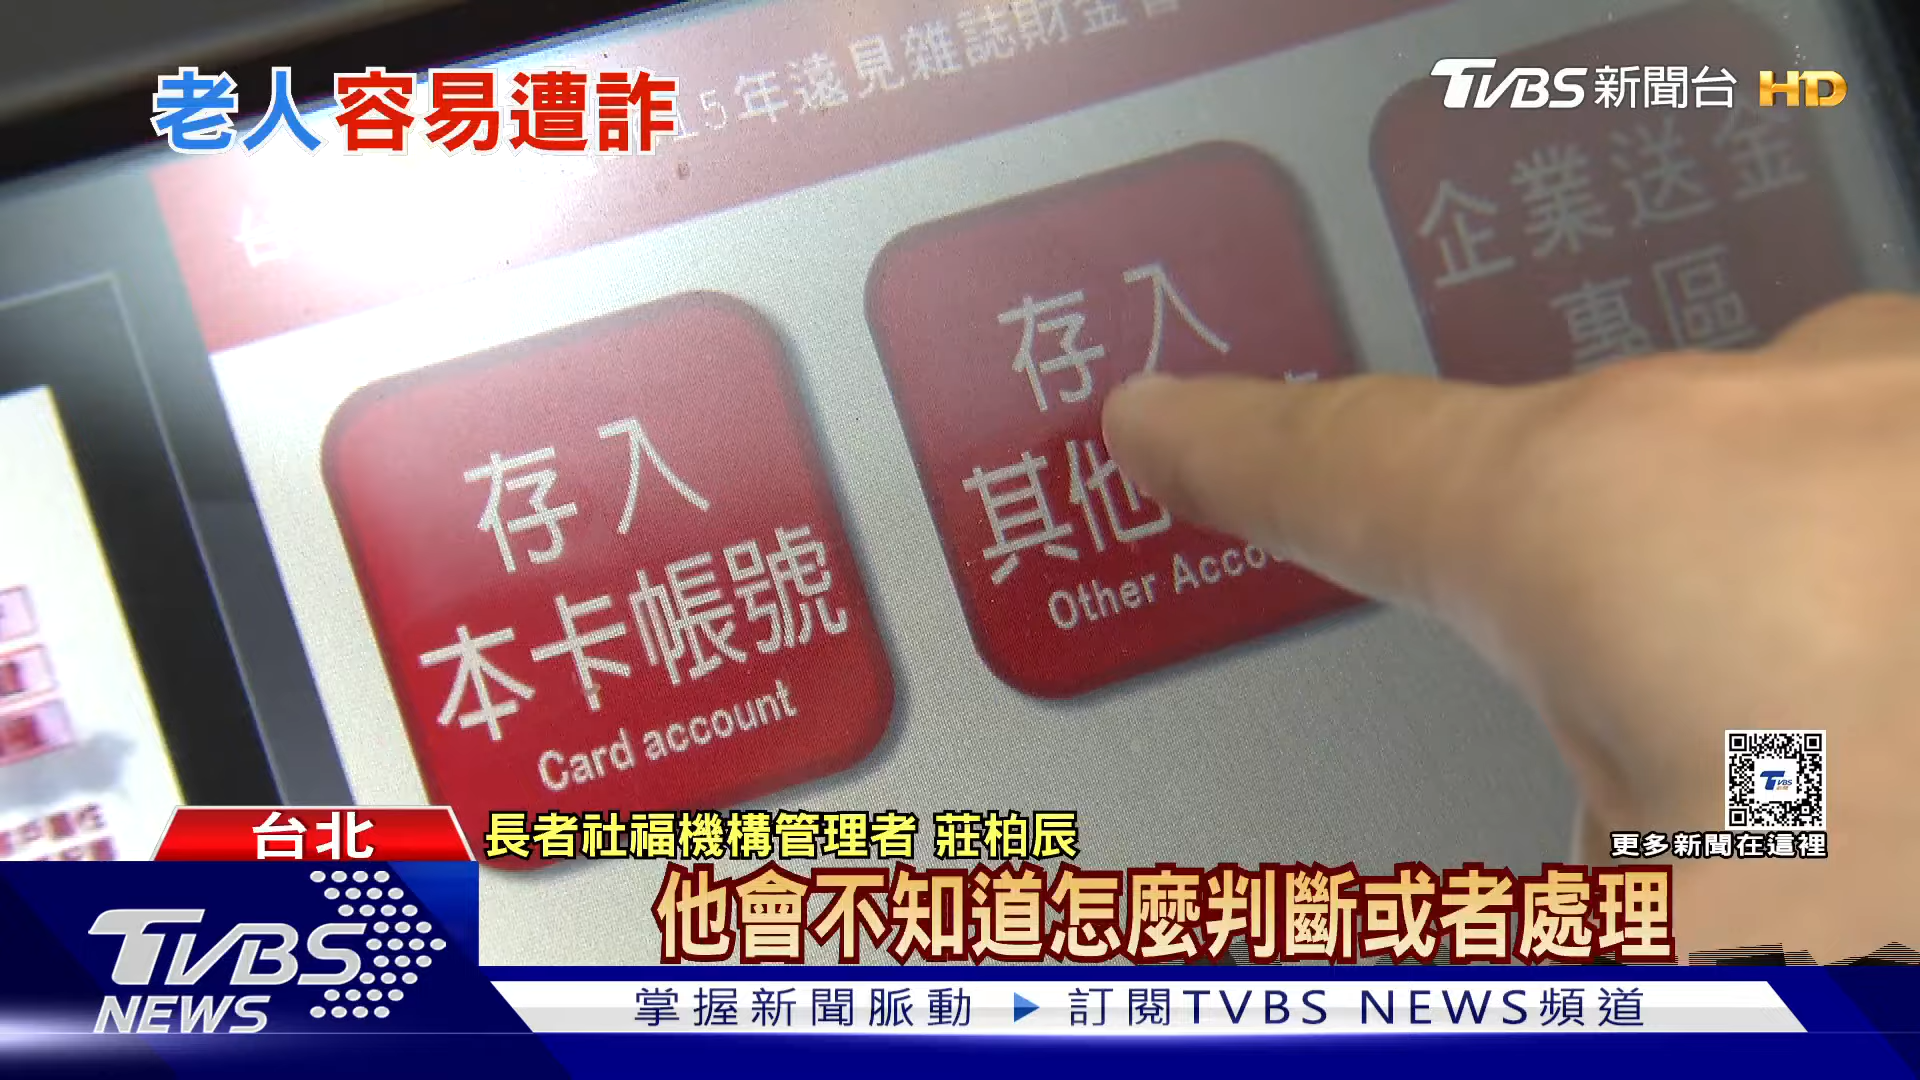 老人容易遭詐
15年遠見雜誌財金
TVBS新聞台 HD
存入
本卡帳號
Card account
存入
其他
Other Acco
企業送金
專區
TVBS
更多新聞在這裡
台北
長者社福機構管理者 莊柏辰
他會不知道怎麼判斷或者處理
TVBS
NEWS
掌握新聞脈動 ▶ 訂閱TVBS NEWS頻道